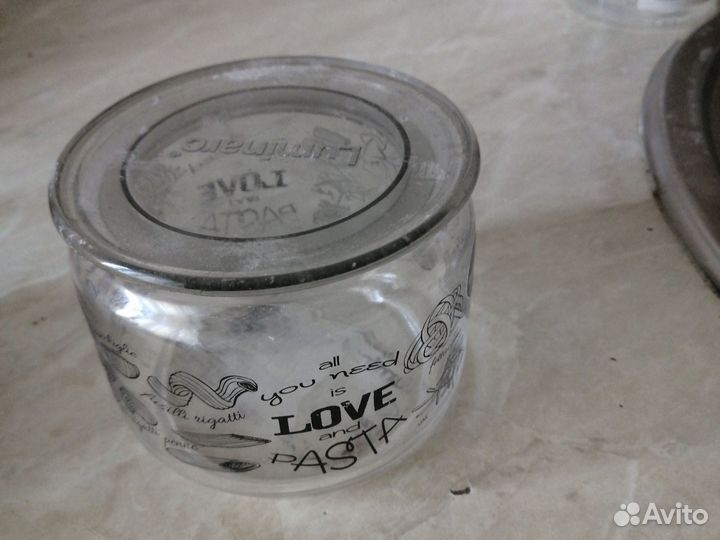 Luminarc
LOVE
PASTA
all
you need
is
LOVE
and
PASTA
fusilli rigatti
penne
Avito